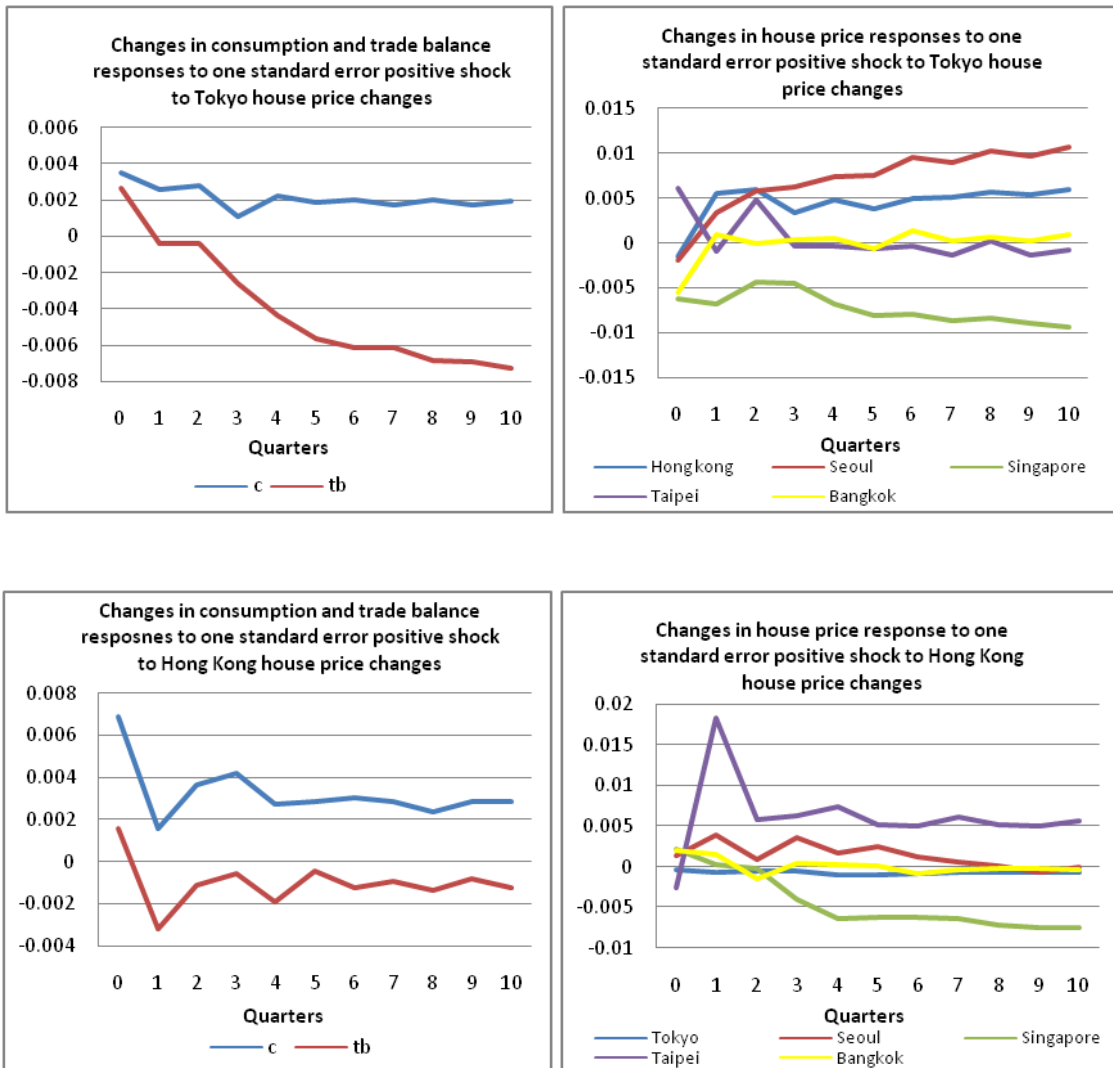 Changes in consumption and trade balance
responses to one standard error positive shock
to Tokyo house price changes
0.006
0.004
0.002
0
-0.002
-0.004
-0.006
-0.008
0 1 2 3 4 5 6 7 8 9 10
Quarters
c tb
Changes in house price responses to one
standard error positive shock to Tokyo house
price changes
0.015
0.01
0.005
0
-0.005
-0.01
-0.015
0 1 2 3 4 5 6 7 8 9 10
Quarters
Hongkong Seoul Singapore
Taipei Bangkok
Changes in consumption and trade balance
resposnes to one standard error positive shock
to Hong Kong house price changes
0.008
0.006
0.004
0.002
0
-0.002
-0.004
0 1 2 3 4 5 6 7 8 9 10
Quarters
c tb
Changes in house price response to one
standard error positive shock to Hong Kong
house price changes
0.02
0.015
0.01
0.005
0
-0.005
-0.01
0 1 2 3 4 5 6 7 8 9 10
Quarters
Tokyo Seoul Singapore
Taipei Bangkok